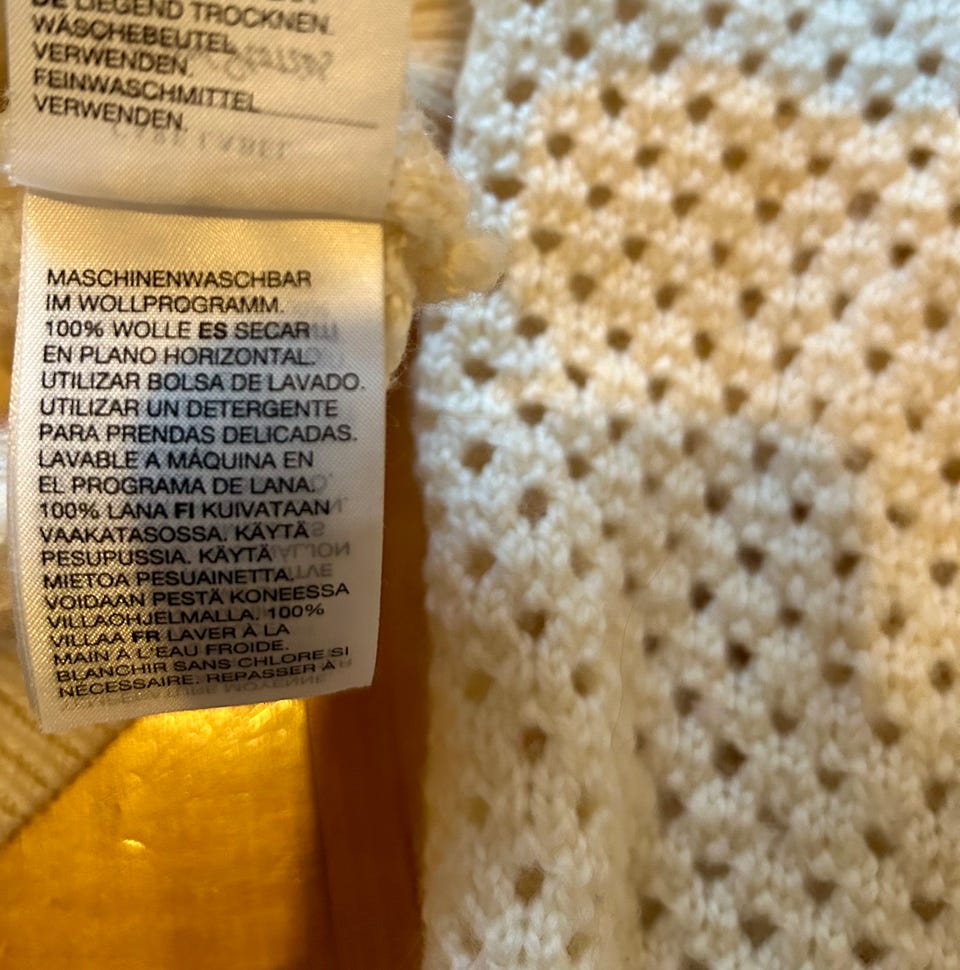 DE LIEGEND TROCKNEN.
WÄSCHEBEUTEL
VERWENDEN.
FEINWASCHMITTEL
VERWENDEN.
MASCHINENWASCHBAR
IM WOLLPROGRAMM.
100% WOLLE ES SECAR
EN PLANO HORIZONTAL.
UTILIZAR BOLSA DE LAVADO.
UTILIZAR UN DETERGENTE
PARA PRENDAS DELICADAS.
LAVABLE A MÁQUINA EN
EL PROGRAMA DE LANA.
100% LANA FI KUIVATAAN
VAAKATASOSSA. KÄYTÄ
PESUPUSSIA. KÄYTÄ
MIETOA PESUAINETTA.
VOIDAAN PESTÄ KONEESSA
VILLAOHJELMALLA. 100%
VILLAA FR LAVER À LA
MAIN À L'EAU FROIDE.
BLANCHIR SANS CHLORE SI
NÉCESSAIRE. REPASSER À